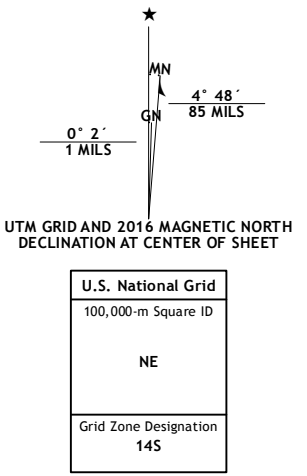 ★
MN
4° 48´
85 MILS
GN
0° 2´
1 MILS
UTM GRID AND 2016 MAGNETIC NORTH
DECLINATION AT CENTER OF SHEET
U.S. National Grid
100,000-m Square ID
NE
Grid Zone Designation
14S